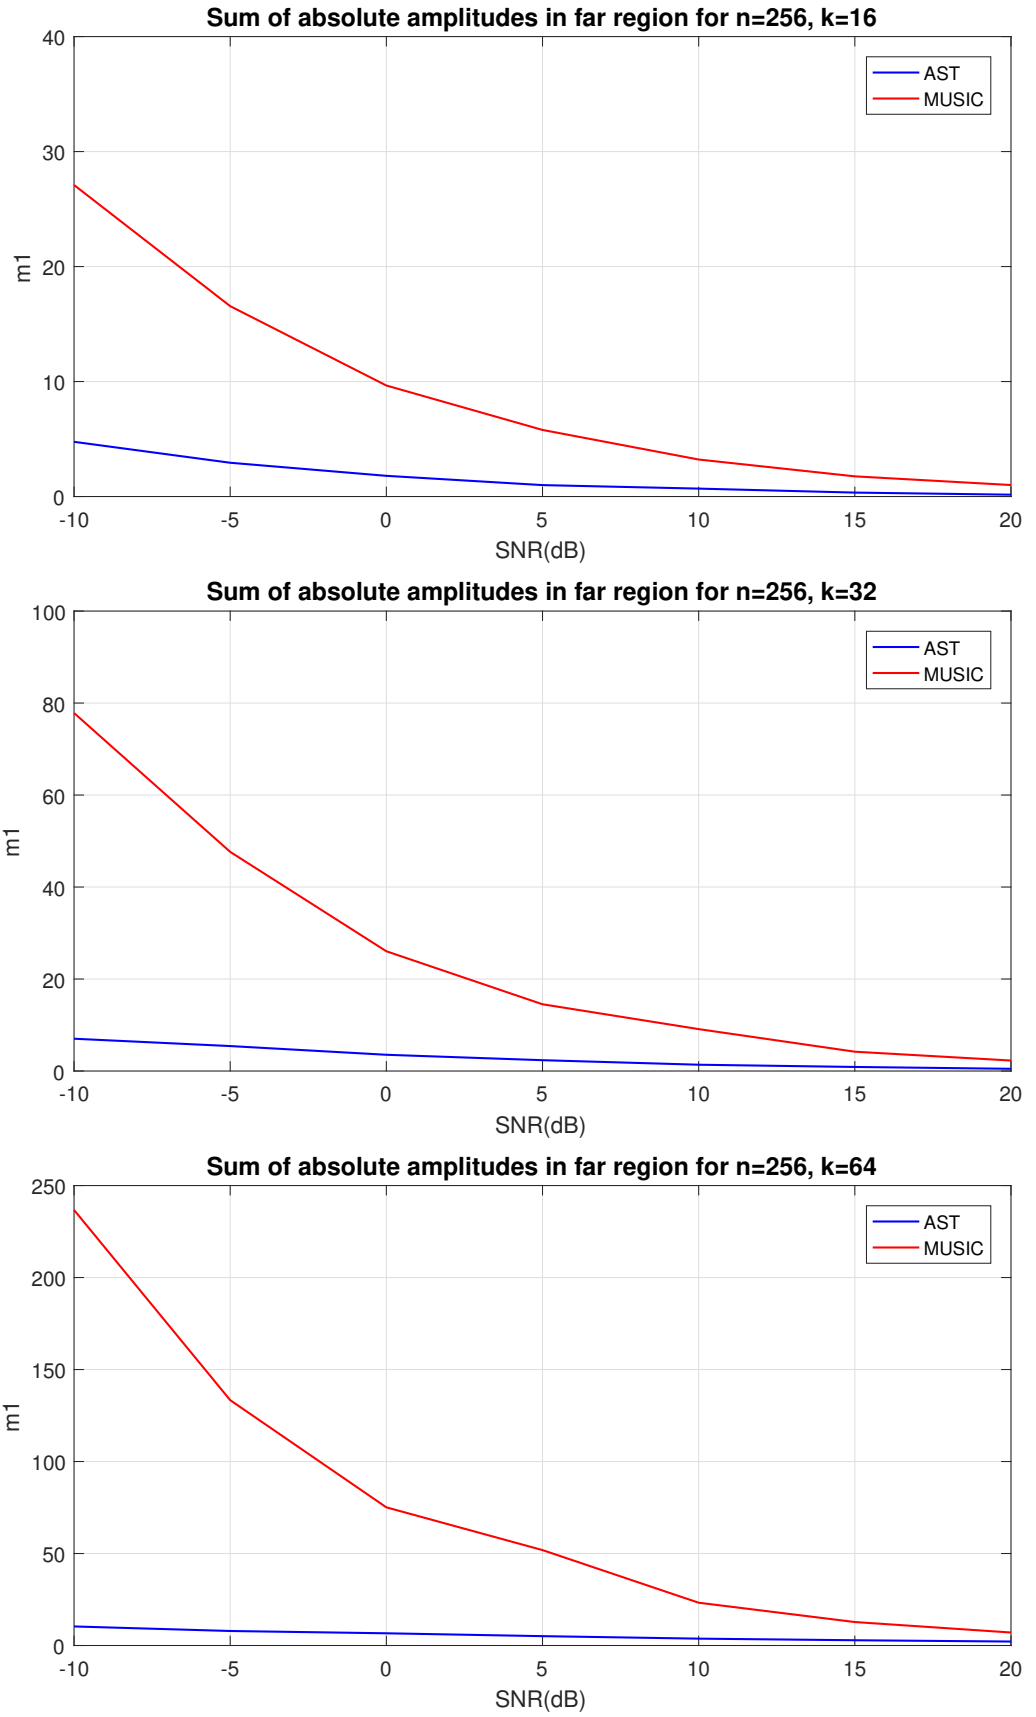 Sum of absolute amplitudes in far region for n=256, k=16
40
30
20
10
0
m1
AST
MUSIC
-10 -5 0 5 10 15 20
SNR(dB)
Sum of absolute amplitudes in far region for n=256, k=32
100
80
60
40
20
0
m1
AST
MUSIC
-10 -5 0 5 10 15 20
SNR(dB)
Sum of absolute amplitudes in far region for n=256, k=64
250
200
150
100
50
0
m1
AST
MUSIC
-10 -5 0 5 10 15 20
SNR(dB)